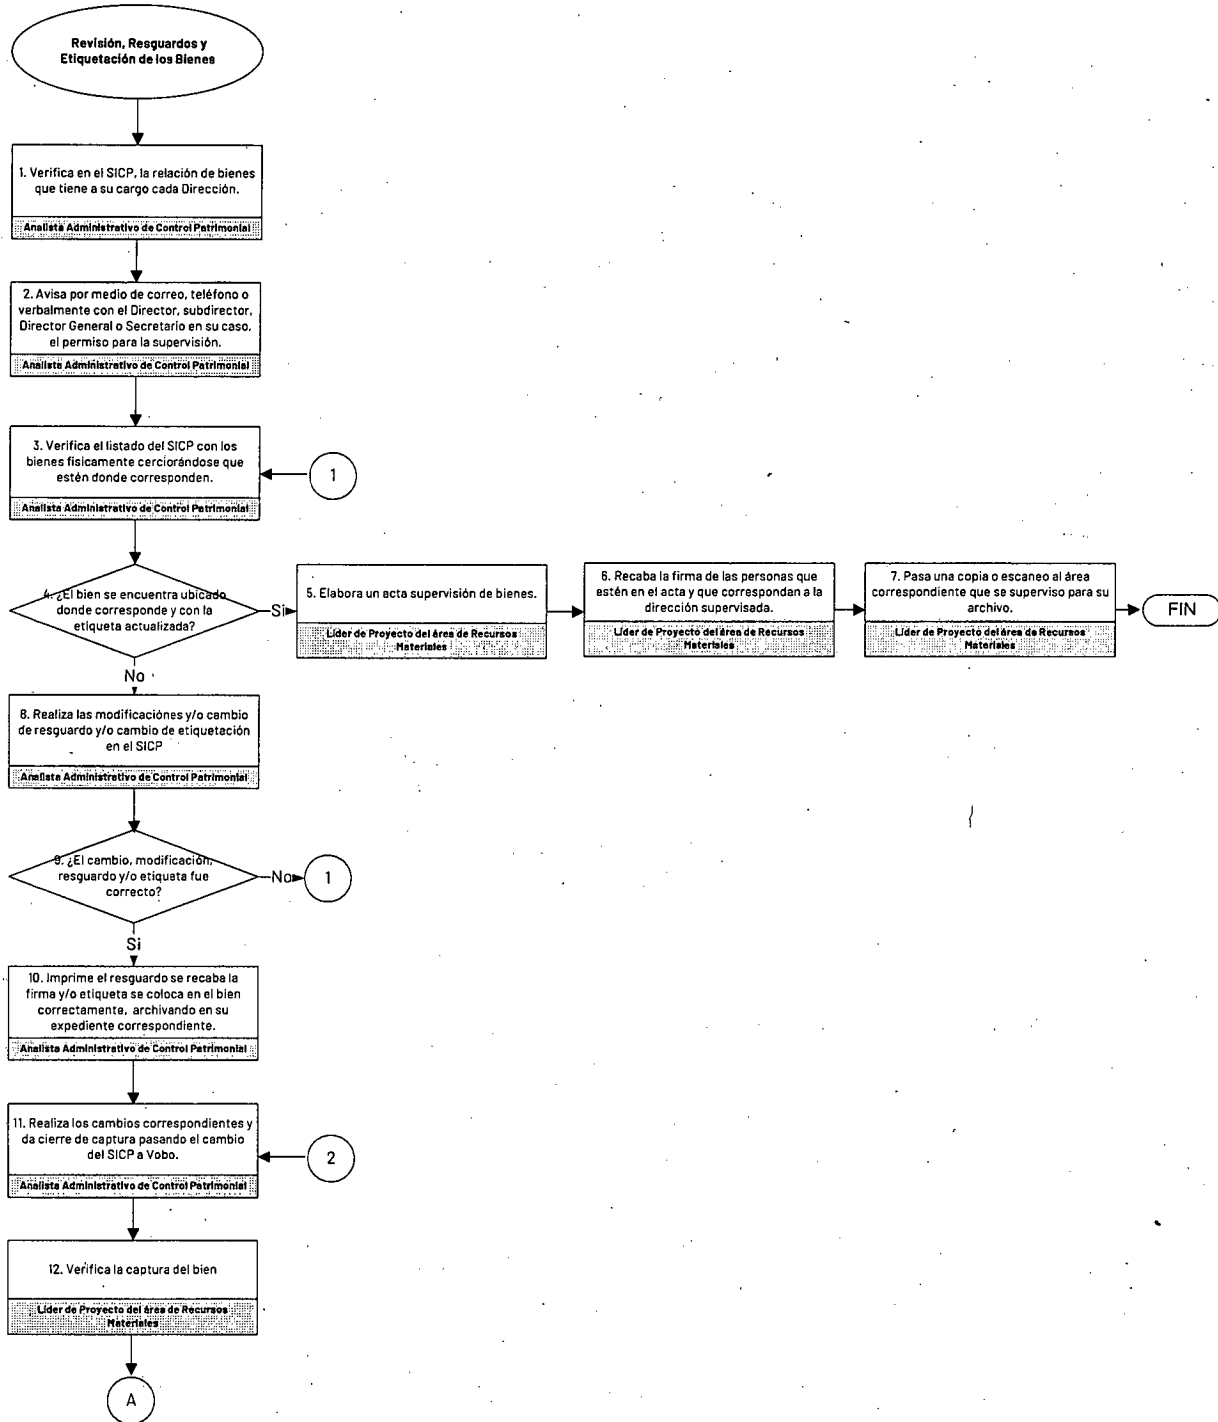 Revisión, Resguardos y
Etiquetación de los Bienes
1. Verifica en el SICP, la relación de bienes
que tiene a su cargo cada Dirección.
Analista Administrativo de Control Patrimonial
2. Avisa por medio de correo, teléfono o
verbalmente con el Director, subdirector,
Director General o Secretario en su caso,
el permiso para la supervisión.
Analista Administrativo de Control Patrimonial
3. Verifica el listado del SICP con los
bienes fisicamente cerciorándose que
estén donde corresponden.
Analista Administrativo de Control Patrimonial
1
4. ¿El bien se encuentra ubicado
donde corresponde y con la
etiqueta actualizada?
Si
5. Elabora un acta supervisión de bienes.
Líder de Proyecto del área de Recursos
Materiales
6. Recaba la firma de las personas que
estén en el acta y que correspondan a la
dirección supervisada.
Líder de Proyecto del área de Recursos
Materiales
7. Pasa una copia o escaneo al área
correspondiente que se superviso para su
archivo.
Líder de Proyecto del área de Recursos
Materiales
FIN
No
8. Realiza las modificaciónes y/o cambio
de resguardo y/o cambio de etiquetación
en el SICP
Analista Administrativo de Control Patrimonial
9. ¿El cambio, modificación,
resguardo y/o etiqueta fue
correcto?
No
1
Si
10. Imprime el resguardo se recaba la
firma y/o etiqueta se coloca en el bien
correctamente, archivando en su
expediente correspondiente.
Analista Administrativo de Control Patrimonial
11. Realiza los cambios correspondientes y
da cierre de captura pasando el cambio
del SICP a Vobo.
Analista Administrativo de Control Patrimonial
2
12. Verifica la captura del bien
Líder de Proyecto del área de Recursos
Materiales
A